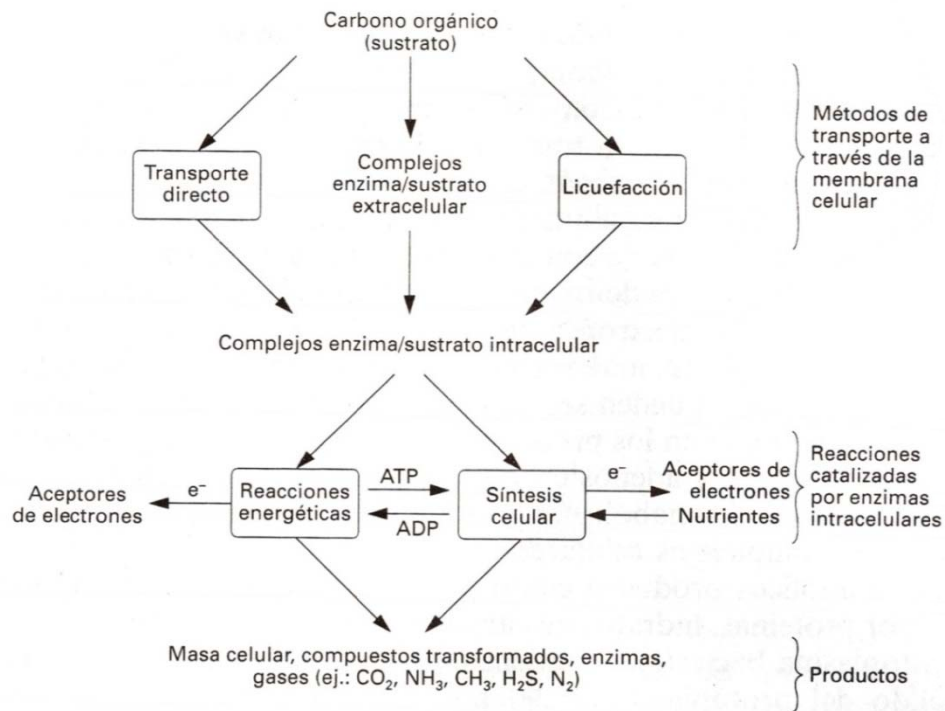 Carbono orgánico
(sustrato)
Transporte
directo
Complejos
enzima/sustrato
extracelular
Licuefacción
Métodos de
transporte a
través de la
membrana
celular
Complejos enzima/sustrato intracelular
Aceptores
de electrones
e⁻
Reacciones
energéticas
ATP
ADP
Síntesis
celular
e⁻
Aceptores de
electrones
Nutrientes
Reacciones
catalizadas
por enzimas
intracelulares
Masa celular, compuestos transformados, enzimas,
gases (ej.: CO₂, NH₃, CH₃, H₂S, N₂)
Productos